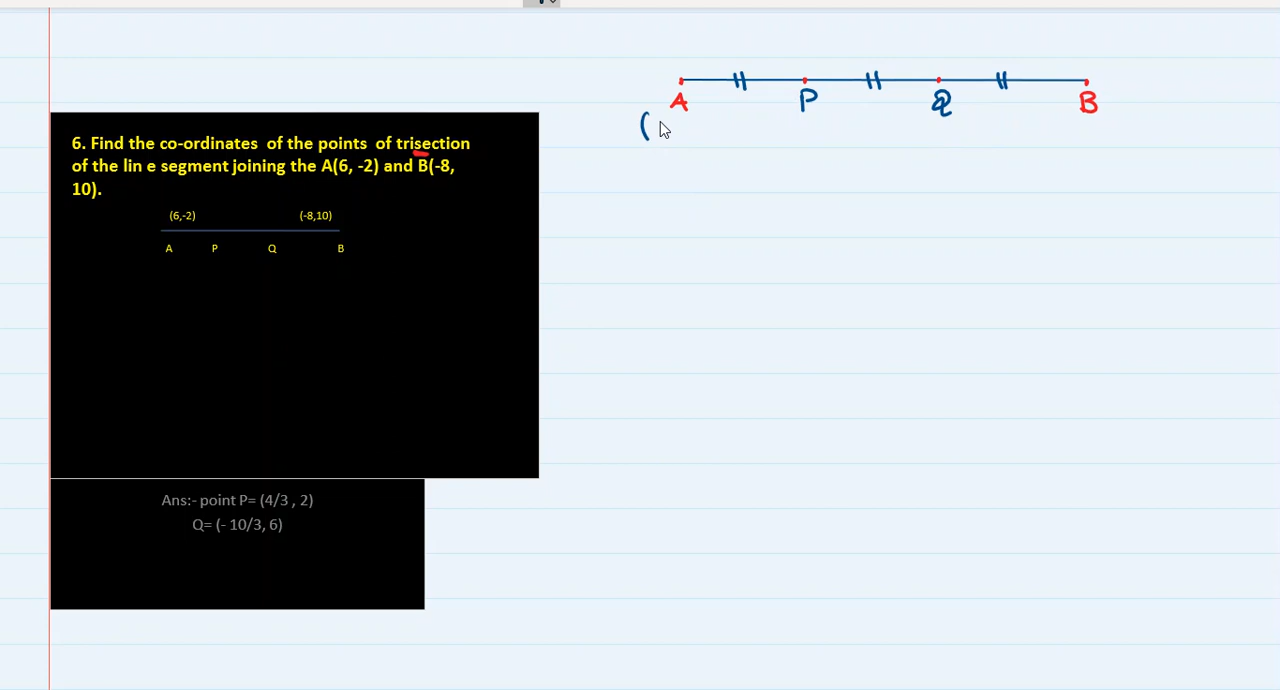 A P Q B
(
6. Find the co-ordinates of the points of trisection
of the lin e segment joining the A(6, -2) and B(-8,
10).
(6,-2) (-8,10)
A P Q B
Ans:- point P= (4/3 , 2)
Q= (- 10/3, 6)